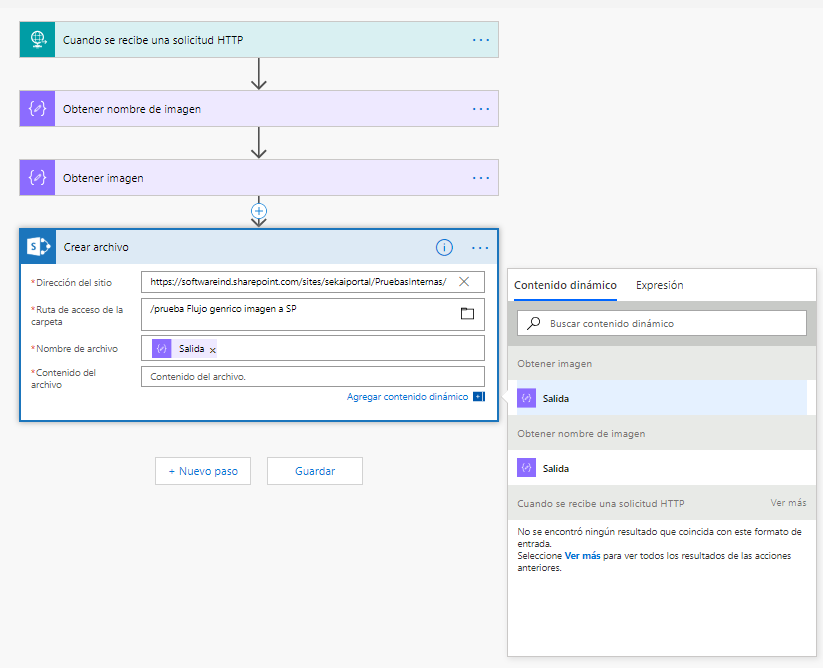 Cuando se recibe una solicitud HTTP
Obtener nombre de imagen
Obtener imagen
Crear archivo
*Dirección del sitio
https://softwareind.sharepoint.com/sites/sekaiportal/PruebasInternas/
*Ruta de acceso de la
carpeta
/prueba Flujo genrico imagen a SP
*Nombre de archivo
Salida x
*Contenido del
archivo
Contenido del archivo.
Agregar contenido dinámico
+ Nuevo paso
Guardar
Contenido dinámico Expresión
Buscar contenido dinámico
Obtener imagen
Salida
Obtener nombre de imagen
Salida
Cuando se recibe una solicitud HTTP Ver más
No se encontró ningún resultado que coincida con este formato de
entrada.
Seleccione Ver más para ver todos los resultados de las acciones
anteriores.